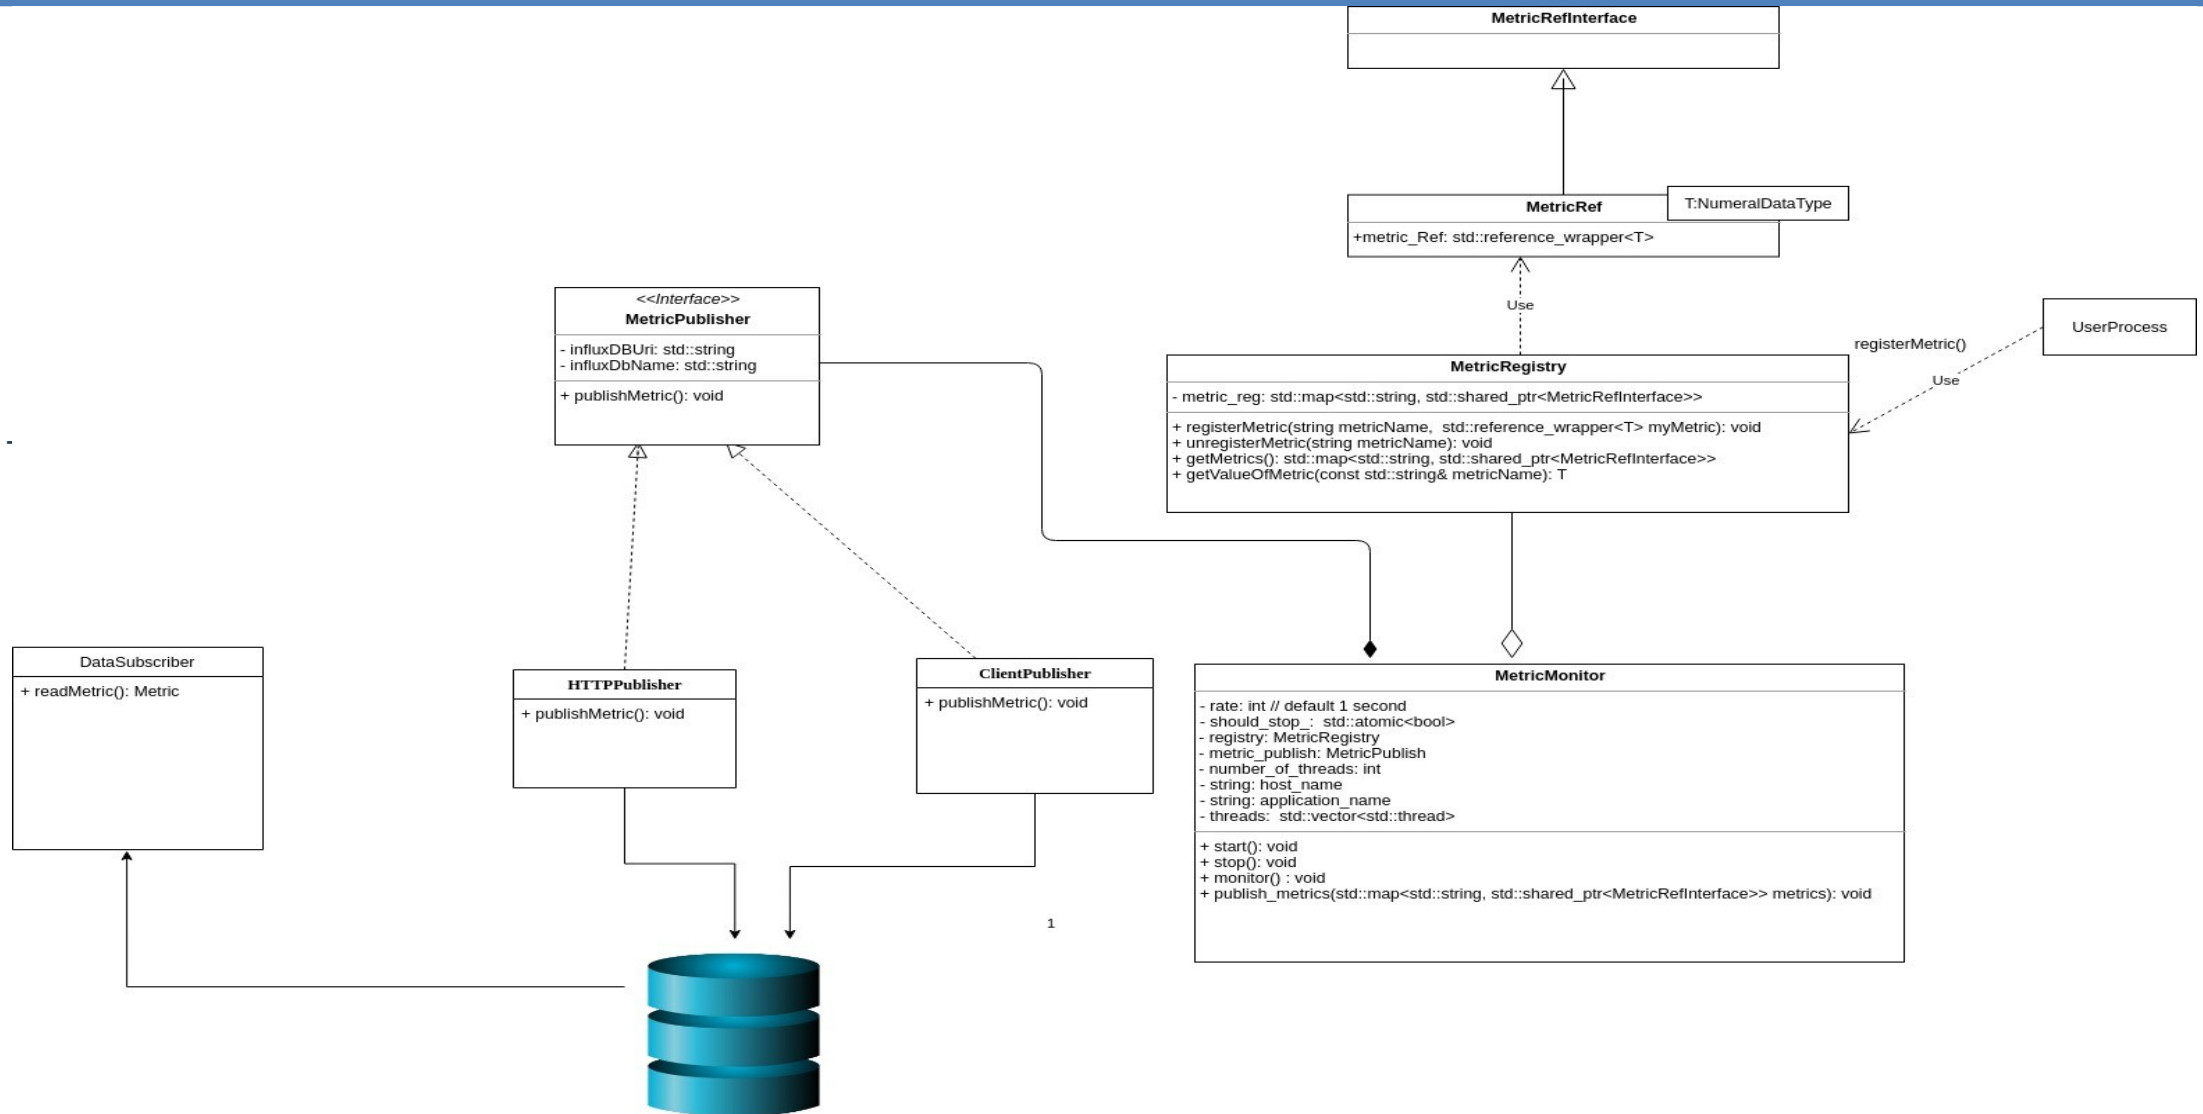 MetricRefInterface
MetricRef
T:NumeralDataType
+metric_Ref: std::reference_wrapper<T>
Use
<<Interface>>
MetricPublisher
- influxDBUri: std::string
- influxDbName: std::string
+ publishMetric(): void
UserProcess
registerMetric()
Use
MetricRegistry
- metric_reg: std::map<std::string, std::shared_ptr<MetricRefInterface>>
+ registerMetric(string metricName,  std::reference_wrapper<T> myMetric): void
+ unregisterMetric(string metricName): void
+ getMetrics(): std::map<std::string, std::shared_ptr<MetricRefInterface>>
+ getValueOfMetric(const std::string& metricName): T
-
DataSubscriber
+ readMetric(): Metric
HTTPPublisher
+ publishMetric(): void
ClientPublisher
+ publishMetric(): void
MetricMonitor
- rate: int // default 1 second
- should_stop_:  std::atomic<bool>
- registry: MetricRegistry
- metric_publish: MetricPublish
- number_of_threads: int
- string: host_name
- string: application_name
- threads:  std::vector<std::thread>
+ start(): void
+ stop(): void
+ monitor() : void
+ publish_metrics(std::map<std::string, std::shared_ptr<MetricRefInterface>> metrics): void
1